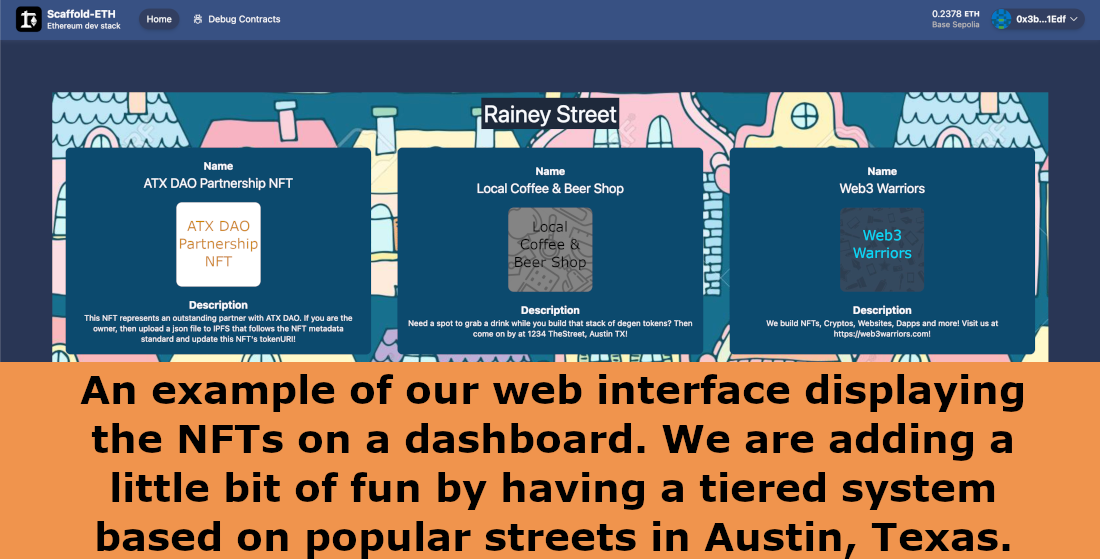 Scaffold-ETH
Ethereum dev stack
Home
Debug Contracts
0.2378 ETH
Base Sepolia
0x3b...1Edf
Rainey Street
Name
ATX DAO Partnership NFT
ATX DAO
Partnership
NFT
Description
This NFT represents an outstanding partner with ATX DAO. If you are the
owner, then upload a json file to IPFS that follows the NFT metadata
standard and update this NFT's tokenURI!
Name
Local Coffee & Beer Shop
Local
Coffee &
Beer Shop
Description
Need a spot to grab a drink while you build that stack of degen tokens? Then
come on by at 1234 TheStreet, Austin TX!
Name
Web3 Warriors
Web3
Warriors
Description
We build NFTs, Cryptos, Websites, Dapps and more! Visit us at
https://web3warriors.com!
An example of our web interface displaying
the NFTs on a dashboard. We are adding a
little bit of fun by having a tiered system
based on popular streets in Austin, Texas.